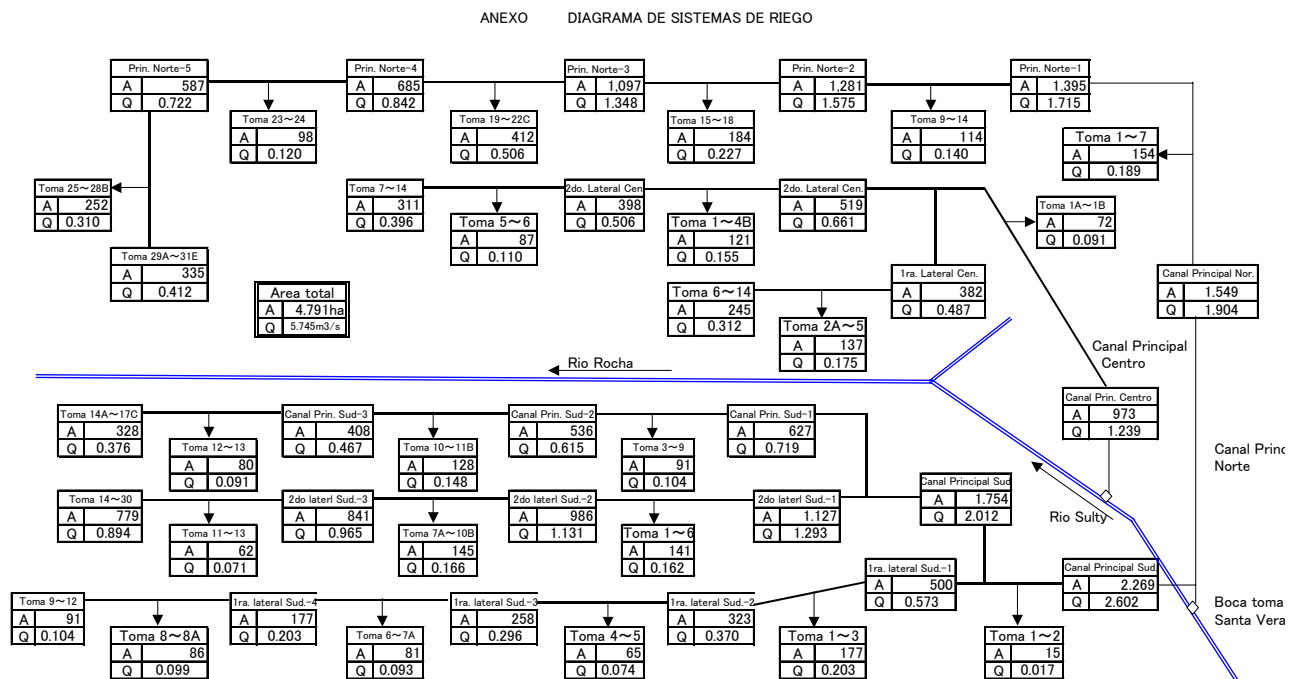 ANEXO DIAGRAMA DE SISTEMAS DE RIEGO
Prin. Norte-5
A 587
Q 0.722
Prin. Norte-4
A 685
Q 0.842
Prin. Norte-3
A 1,097
Q 1.348
Prin. Norte-2
A 1,281
Q 1.575
Prin. Norte-1
A 1.395
Q 1.715
Toma 23～24
A 98
Q 0.120
Toma 19～22C
A 412
Q 0.506
Toma 15～18
A 184
Q 0.227
Toma 9～14
A 114
Q 0.140
Toma 1～7
A 154
Q 0.189
Toma 25～28B
A 252
Q 0.310
Toma 7～14
A 311
Q 0.396
2do. Lateral Cen
A 398
Q 0.506
2do. Lateral Cen.
A 519
Q 0.661
Toma 1A～1B
A 72
Q 0.091
Toma 5～6
A 87
Q 0.110
Toma 1～4B
A 121
Q 0.155
Toma 29A～31E
A 335
Q 0.412
Area total
A 4.791ha
Q 5.745m3/s
Toma 6～14
A 245
Q 0.312
1ra. Lateral Cen.
A 382
Q 0.487
Canal Principal Nor.
A 1.549
Q 1.904
Toma 2A～5
A 137
Q 0.175
Canal Principal
Centro
Rio Rocha
Canal Prin. Centro
A 973
Q 1.239
Toma 14A～17C
A 328
Q 0.376
Canal Prin. Sud-3
A 408
Q 0.467
Canal Prin. Sud-2
A 536
Q 0.615
Canal Prin. Sud-1
A 627
Q 0.719
Toma 12～13
A 80
Q 0.091
Toma 10～11B
A 128
Q 0.148
Toma 3～9
A 91
Q 0.104
Canal Princ
Norte
Canal Principal Sud
A 1.754
Q 2.012
Rio Sulty
Toma 14～30
A 779
Q 0.894
2do laterl Sud.-3
A 841
Q 0.965
2do laterl Sud.-2
A 986
Q 1.131
2do laterl Sud.-1
A 1.127
Q 1.293
Toma 11～13
A 62
Q 0.071
Toma 7A～10B
A 145
Q 0.166
Toma 1～6
A 141
Q 0.162
1ra. lateral Sud.-1
A 500
Q 0.573
Canal Principal Sud.
A 2.269
Q 2.602
Toma 9～12
A 91
Q 0.104
1ra. lateral Sud.-4
A 177
Q 0.203
1ra. lateral Sud.-3
A 258
Q 0.296
1ra. lateral Sud.-2
A 323
Q 0.370
Boca toma
Santa Vera
Toma 8～8A
A 86
Q 0.099
Toma 6～7A
A 81
Q 0.093
Toma 4～5
A 65
Q 0.074
Toma 1～3
A 177
Q 0.203
Toma 1～2
A 15
Q 0.017